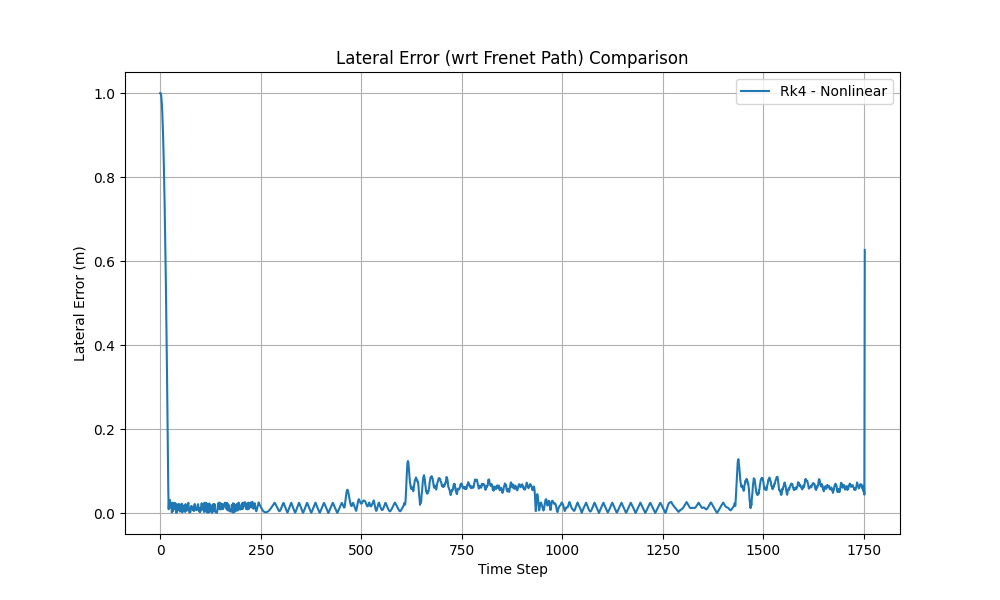 Lateral Error (wrt Frenet Path) Comparison
Rk4 - Nonlinear
1.0
0.8
0.6
0.4
0.2
0.0
Lateral Error (m)
0 250 500 750 1000 1250 1500 1750
Time Step